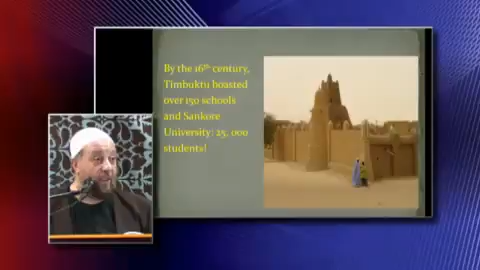 By the 16th century,
Timbuktu boasted
over 150 schools
and Sankore
University: 25, 000
students!